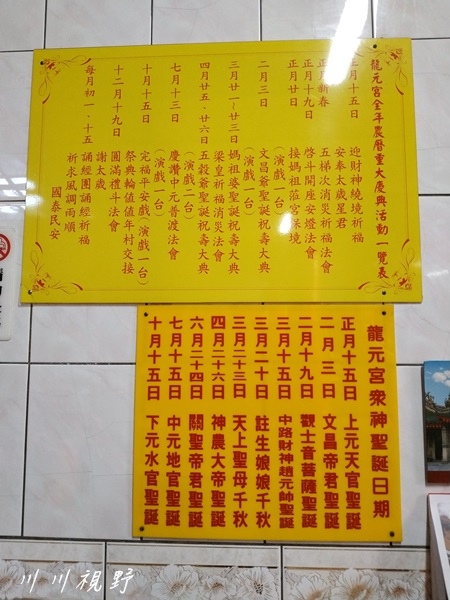 龍元宮全年農曆重大慶典活動一覽表
月十五日 迎財神繞境祈福
安奉太歲星君
正月新春 五梯次消災祈福法會
正月十九日 啓斗開座安燈法會
正月廿日 接媽祖蒞宮保境
二月三日 文昌爺聖誕祝壽大典
(演戲一台)
三月廿一~廿三日 媽祖婆聖誕祝壽大典
梁皇祈福消災法會
四月廿五.廿六日 五穀爺聖誕祝壽大典
(演戲二台)
七月十三日 慶讚中元普渡法會
(演戲一台)
十月十五日 完福平安戲(演戲一台)
祭典輪值值年村交接
十二月十九日 圓滿禮斗法會
謝太歲
每月初一、十五 誦經團誦經祈福
祈求風調雨順
國泰民安
龍元宮眾神聖誕日期
正月十五日 上元天官聖誕
二月三日 文昌帝君聖誕
二月十九日 觀士音菩薩聖誕
三月十五日 中路財神趙元帥聖誕
三月二十日 註生娘娘千秋
三月二十三日 天上聖母千秋
四月二十六日 神農大帝聖誕
六月二十四日 關聖帝君聖誕
七月十五日 中元地官聖誕
十月十五日 下元水官聖誕
川川視野